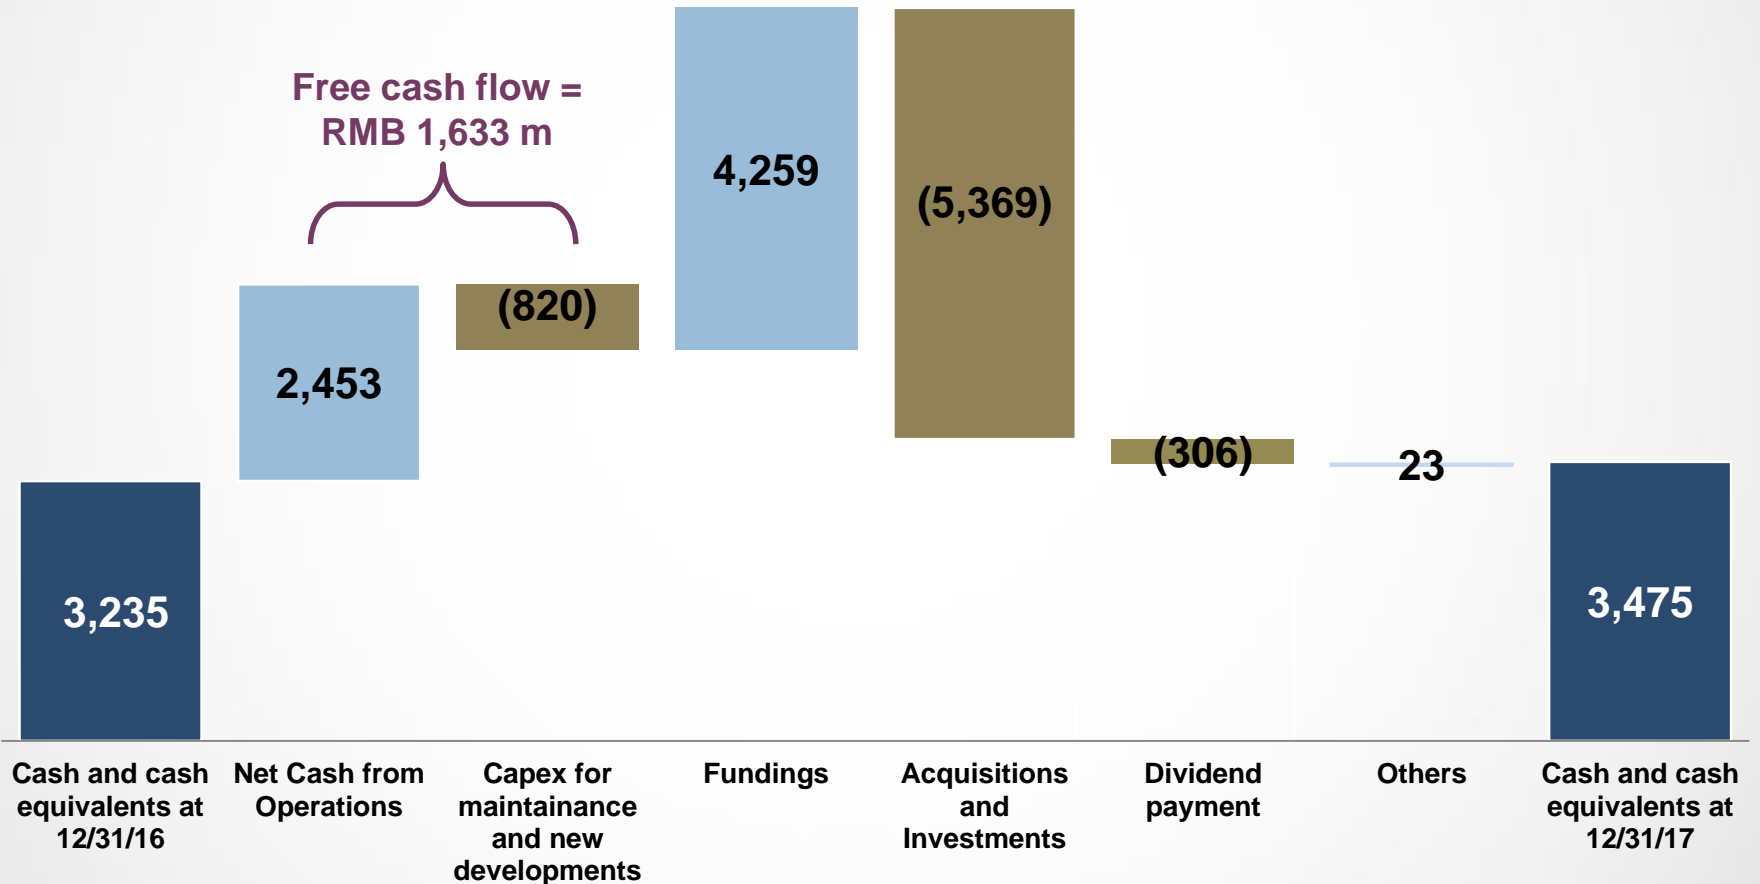 Free cash flow =
RMB 1,633 m
4,259
(5,369)
(820)
2,453
(306)
23
3,235
3,475
Cash and cash
equivalents at
12/31/16
Net Cash from
Operations
Capex for
maintainance
and new
developments
Fundings
Acquisitions
and
Investments
Dividend
payment
Others
Cash and cash
equivalents at
12/31/17